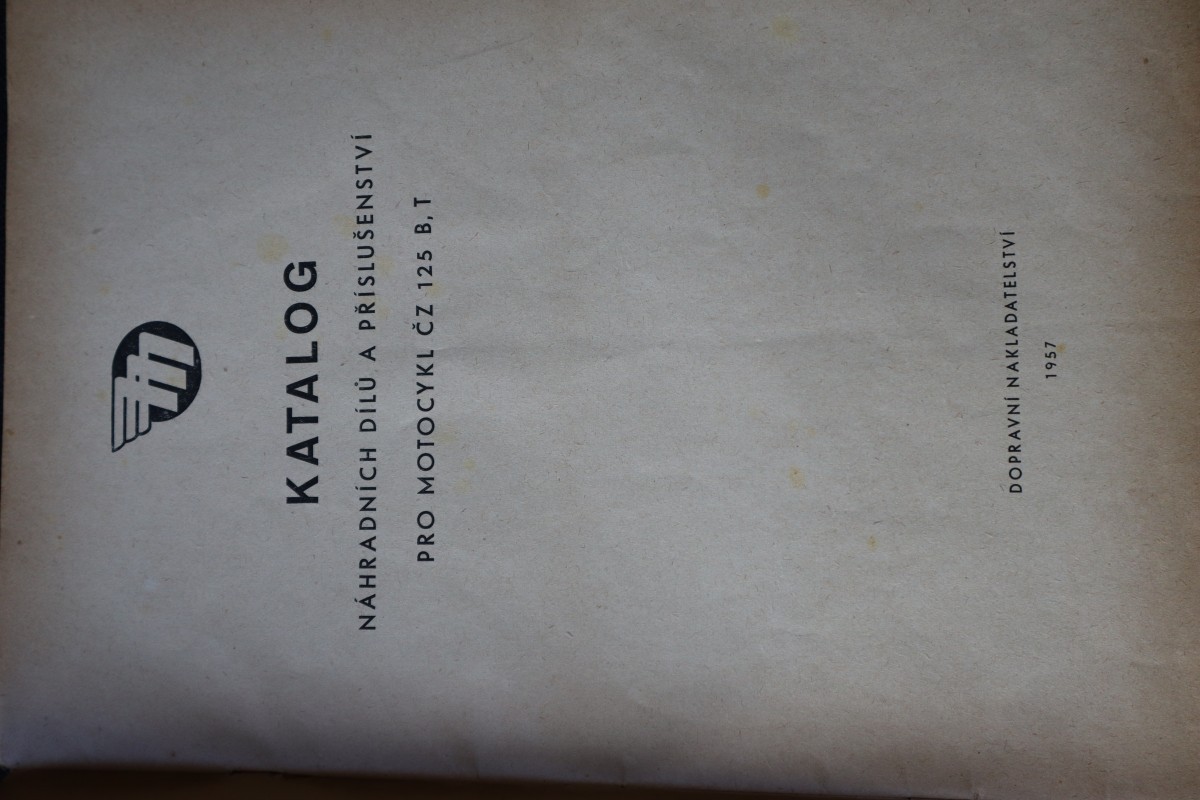 KATALOG
NÁHRADNÍCH DÍLŮ A PŘÍSLUŠENSTVÍ
PRO MOTOCYKL ČZ 125 B, T
DOPRAVNÍ NAKLADATELSTVÍ
1957